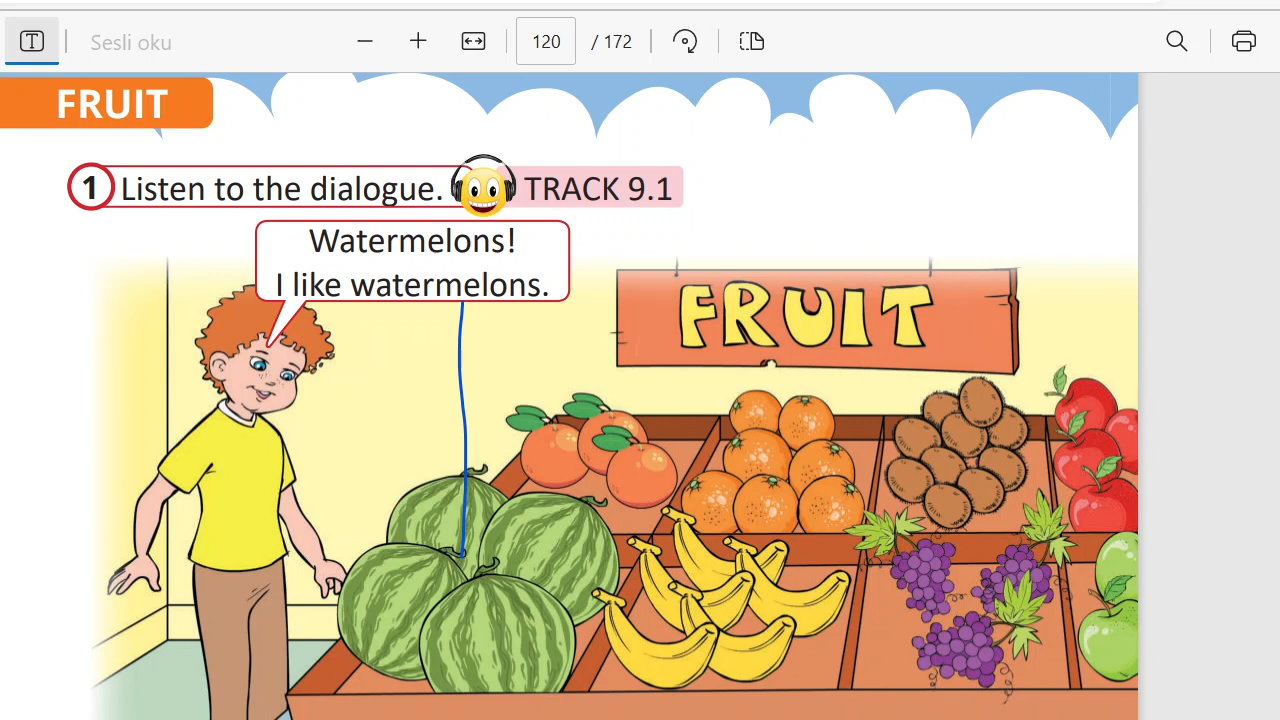 Sesli oku
120 / 172
FRUIT
1 Listen to the dialogue. TRACK 9.1
Watermelons!
I like watermelons.
FRUIT